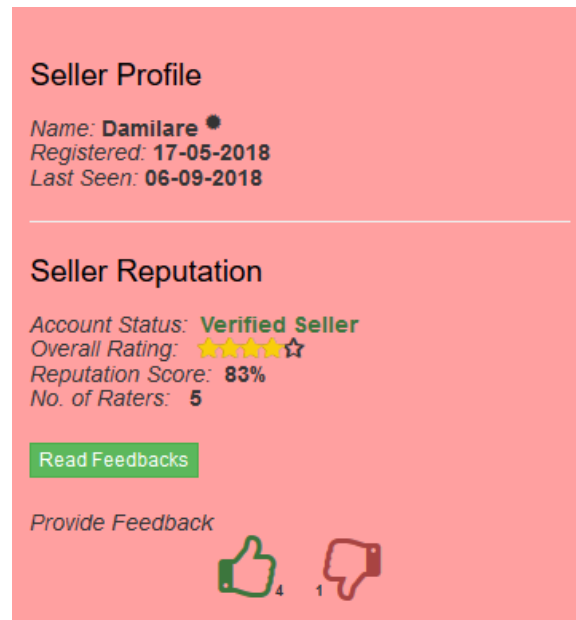 Seller Profile
Name: Damilare
Registered: 17-05-2018
Last Seen: 06-09-2018
Seller Reputation
Account Status: Verified Seller
Overall Rating:
Reputation Score: 83%
No. of Raters: 5
Read Feedbacks
Provide Feedback
4 1